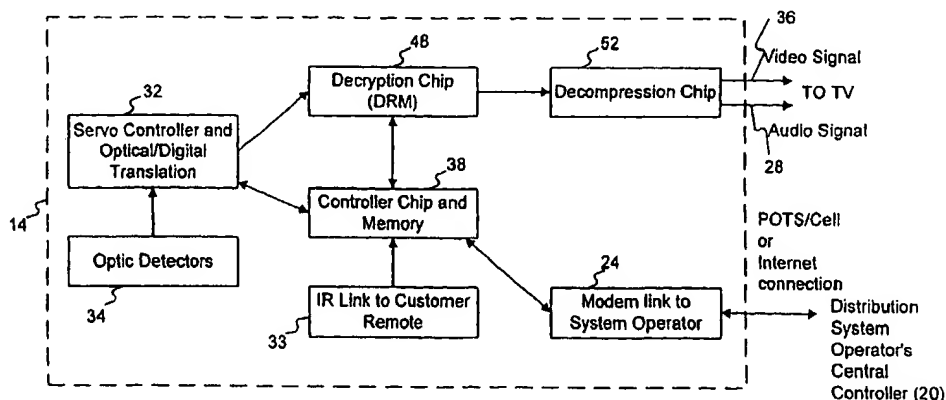 36
48
52
Video Signal
32
Decryption Chip
(DRM)
Decompression Chip
TO TV
Servo Controller and
Optical/Digital
Translation
Audio Signal
38
28
Controller Chip and
Memory
14
POTS/Cell
or
Internet
connection
Optic Detectors
24
34
IR Link to Customer
Remote
33
Modem link to
System Operator
Distribution
System
Operator's
Central
Controller (20)